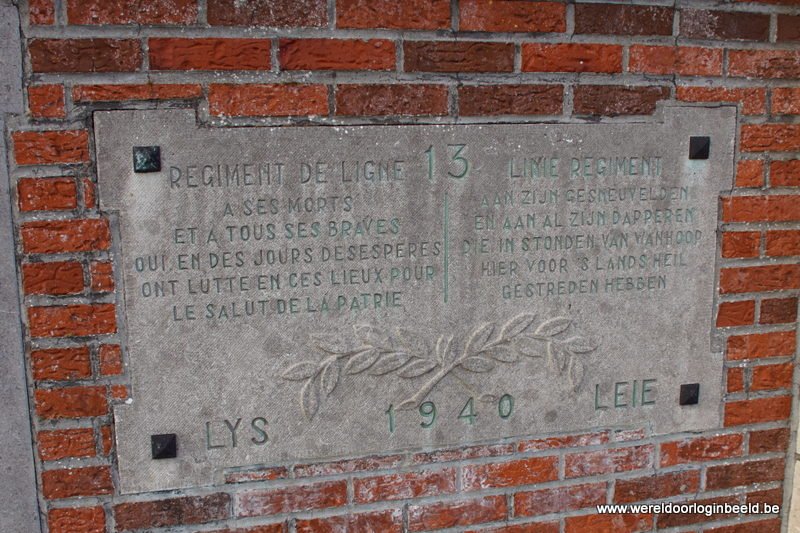 REGIMENT DE LIGNE 13 LINIE REGIMENT
A SES MORTS
ET A TOUS SES BRAVES
QUI, EN DES JOURS DESESPERES
ONT LUTTE EN CES LIEUX POUR
LE SALUT DE LA PATRIE
AAN ZIJN GESNEUVELDEN
EN AAN AL ZIJN DAPPEREN
DIE, IN STONDEN VAN WANHOOP,
HIER VOOR 'S LANDS HEIL
GESTREDEN HEBBEN
LYS 1940 LEIE
www.wereldoorloginbeeld.be